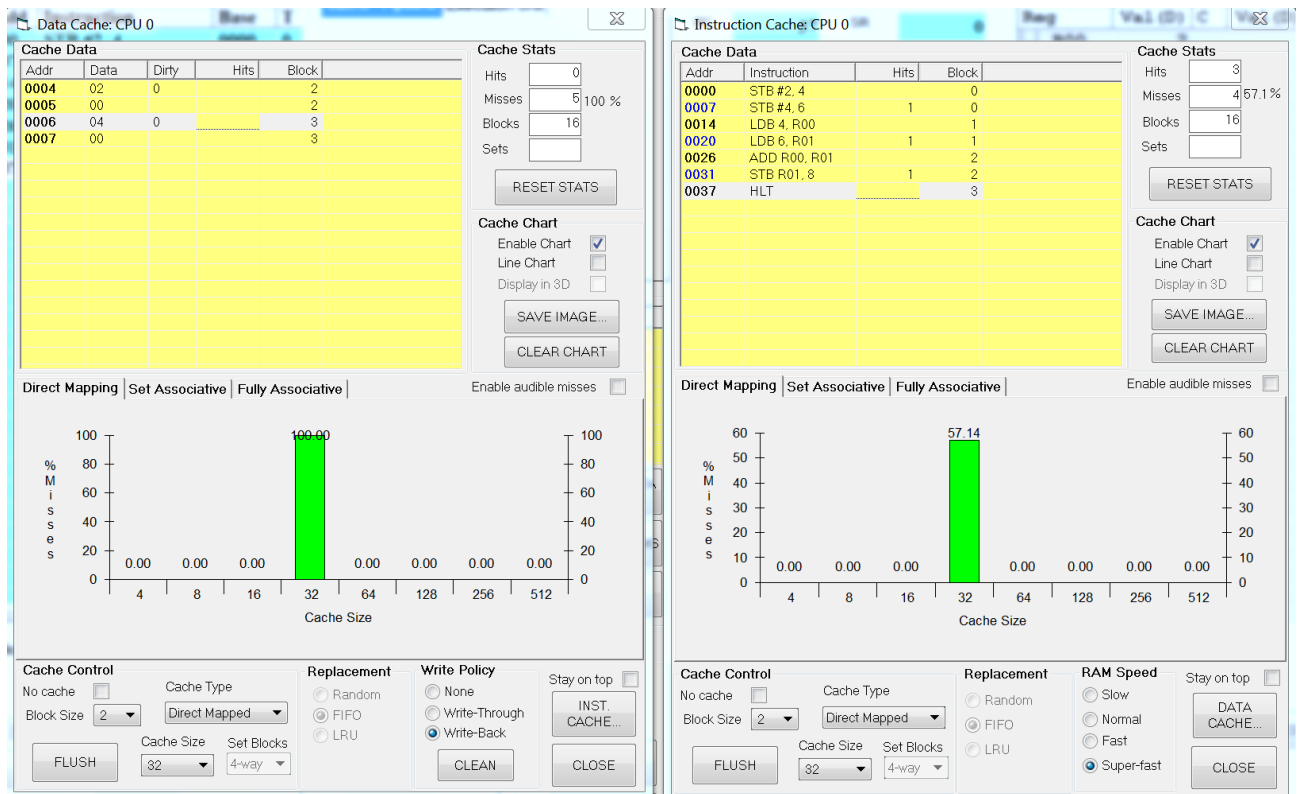 Data Cache: CPU 0
Cache Data
Addr Data Dirty Hits Block
0004 02 0 2
0005 00 2
0006 04 0 3
0007 00 3
Cache Stats
Hits 0
Misses 5 100 %
Blocks 16
Sets
RESET STATS
Cache Chart
Enable Chart
Line Chart
Display in 3D
SAVE IMAGE...
CLEAR CHART
Direct Mapping Set Associative Fully Associative
Enable audible misses
100 100.00 100
80 80
60 60
40 40
20 20
0 0
% Misses
0.00 0.00 0.00 0.00 0.00 0.00 0.00
4 8 16 32 64 128 256 512
Cache Size
Cache Control
No cache
Cache Type
Block Size 2 Direct Mapped
Cache Size Set Blocks
FLUSH 32 4-way
Replacement
Random
FIFO
LRU
Write Policy
None
Write-Through
Write-Back
CLEAN
Stay on top
INST. CACHE...
CLOSE
Instruction Cache: CPU 0
Cache Data
Addr Instruction Hits Block
0000 STB #2, 4 0
0007 STB #4, 6 1 0
0014 LDB 4, R00 1
0020 LDB 6, R01 1 1
0026 ADD R00, R01 2
0031 STB R01, 8 1 2
0037 HLT 3
Cache Stats
Hits 3
Misses 4 57.1%
Blocks 16
Sets
RESET STATS
Cache Chart
Enable Chart
Line Chart
Display in 3D
SAVE IMAGE...
CLEAR CHART
Direct Mapping Set Associative Fully Associative
Enable audible misses
60 57.14 60
50 50
40 40
30 30
20 20
10 10
0 0
% Misses
0.00 0.00 0.00 0.00 0.00 0.00 0.00
4 8 16 32 64 128 256 512
Cache Size
Cache Control
No cache
Cache Type
Block Size 2 Direct Mapped
Cache Size Set Blocks
FLUSH 32 4-way
Replacement
Random
FIFO
LRU
RAM Speed
Slow
Normal
Fast
Super-fast
Stay on top
DATA CACHE...
CLOSE